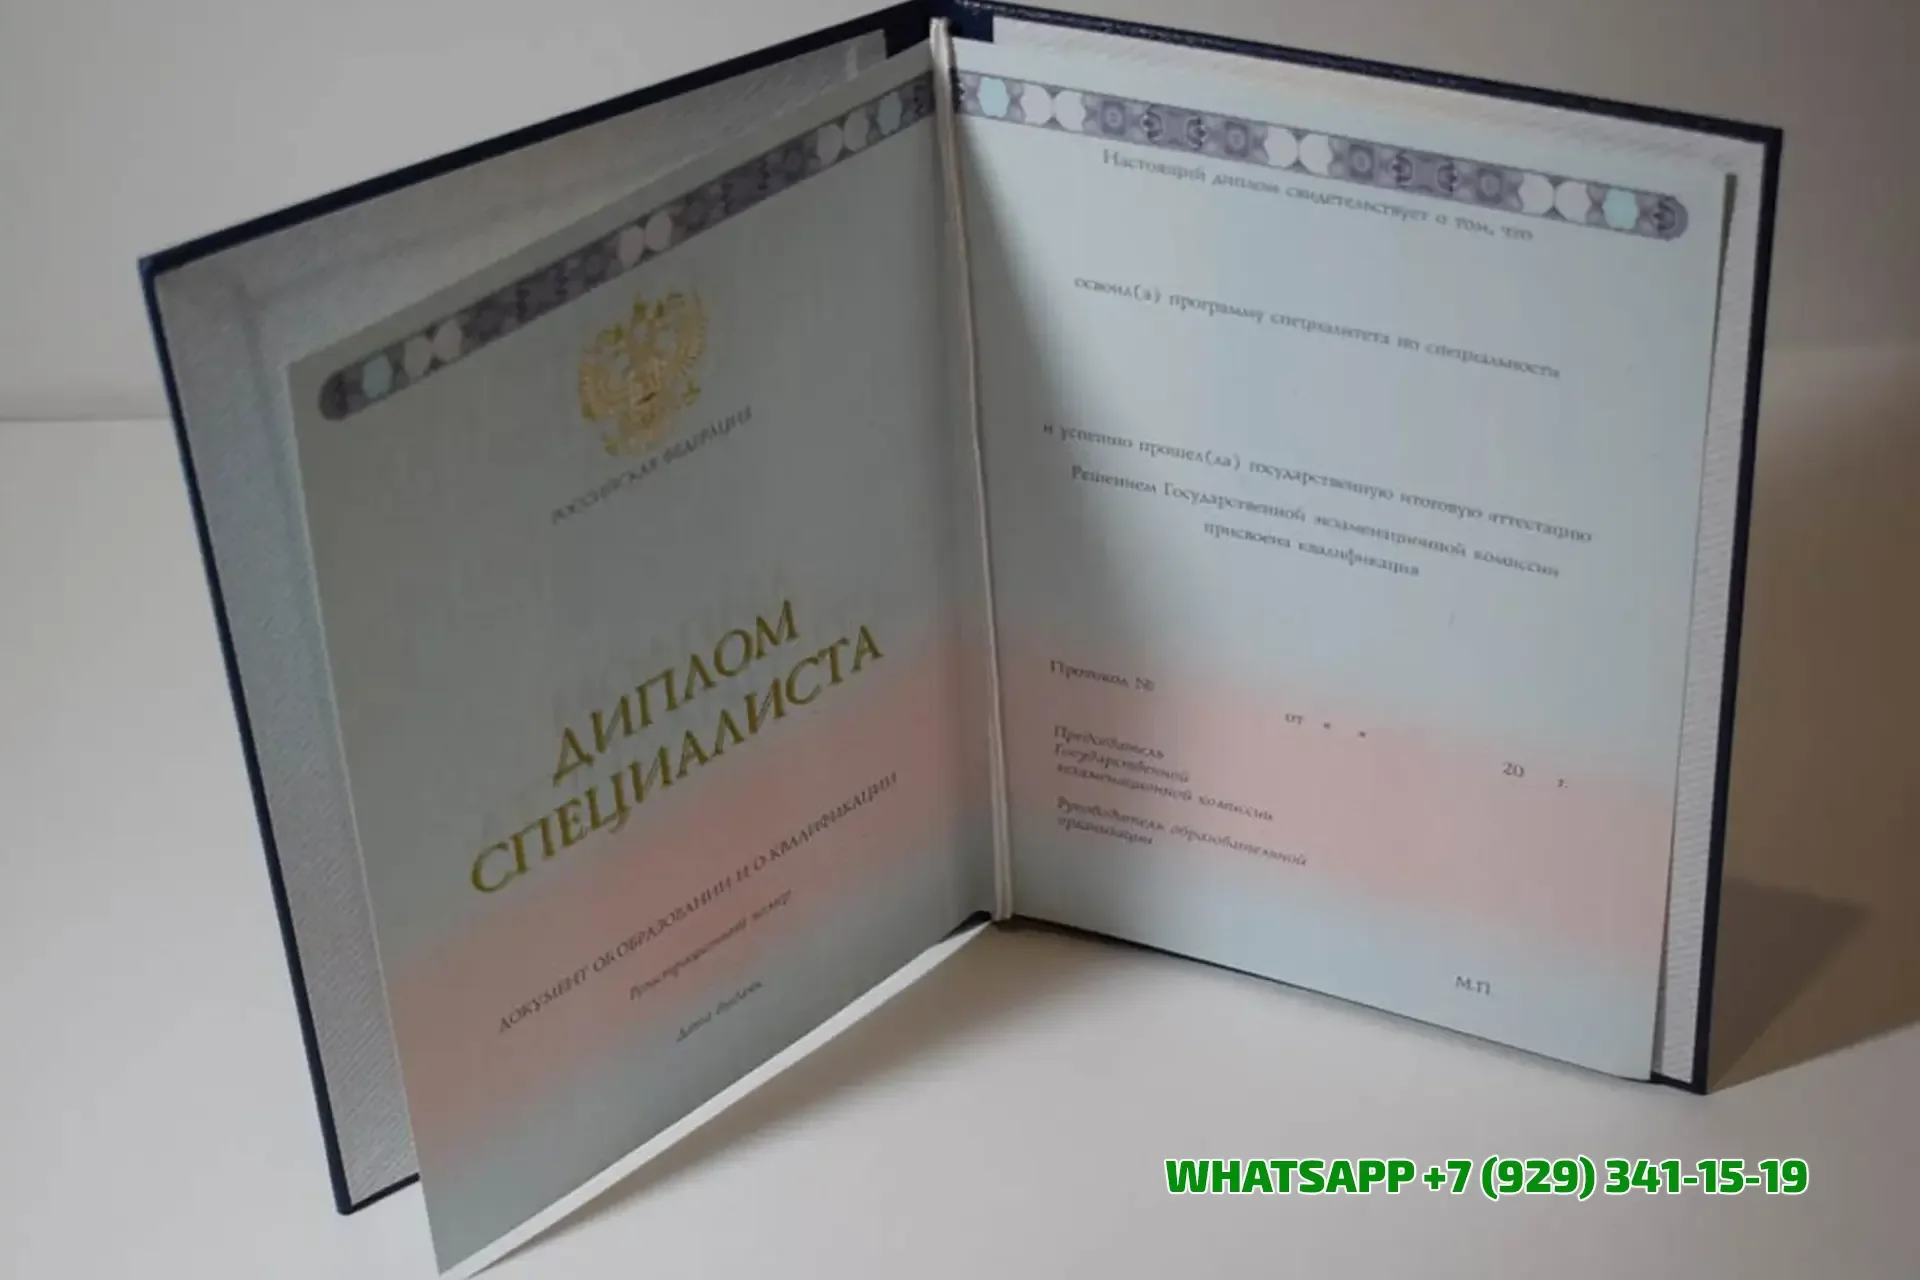 РОССИЙСКАЯ ФЕДЕРАЦИЯ
ДИПЛОМ
СПЕЦИАЛИСТА
ДОКУМЕНТ ОБ ОБРАЗОВАНИИ И О КВАЛИФИКАЦИИ
Регистрационный номер
Дата выдачи
Настоящий диплом свидетельствует о том, что
освоил(а) программу специалитета по специальности
и успешно прошел(ла) государственную итоговую аттестацию
Решением Государственной экзаменационной комиссии
присвоена квалификация
Протокол №
от « » 20 г.
Председатель
Государственной
экзаменационной комиссии
Руководитель образовательной
организации
М.П.
WHATSAPP +7 (929) 341-15-19